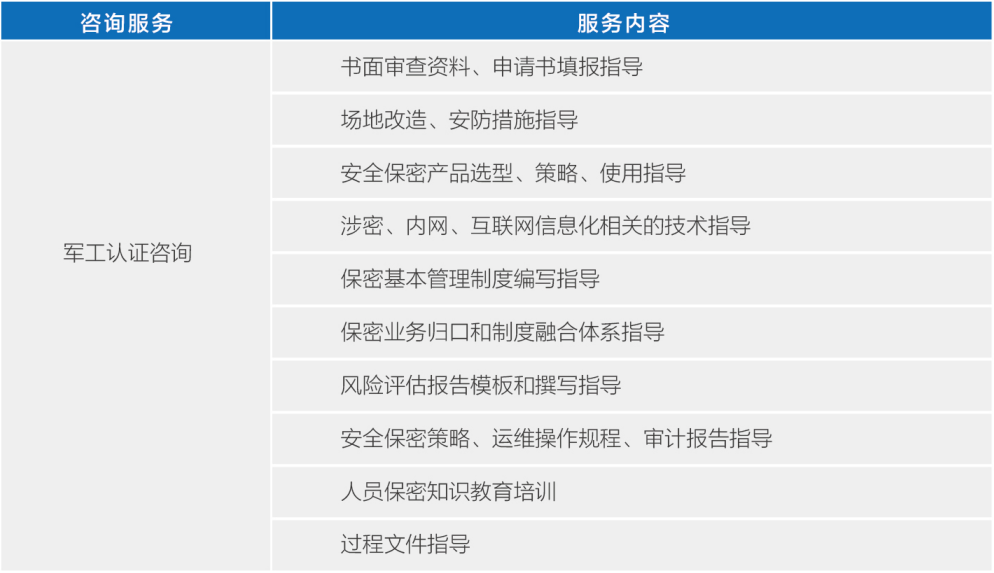 咨询服务
服务内容
军工认证咨询
书面审查资料、申请书填报指导
场地改造、安防措施指导
安全保密产品选型、策略、使用指导
涉密、内网、互联网信息化相关的技术指导
保密基本管理制度编写指导
保密业务归口和制度融合体系指导
风险评估报告模板和撰写指导
安全保密策略、运维操作规程、审计报告指导
人员保密知识教育培训
过程文件指导